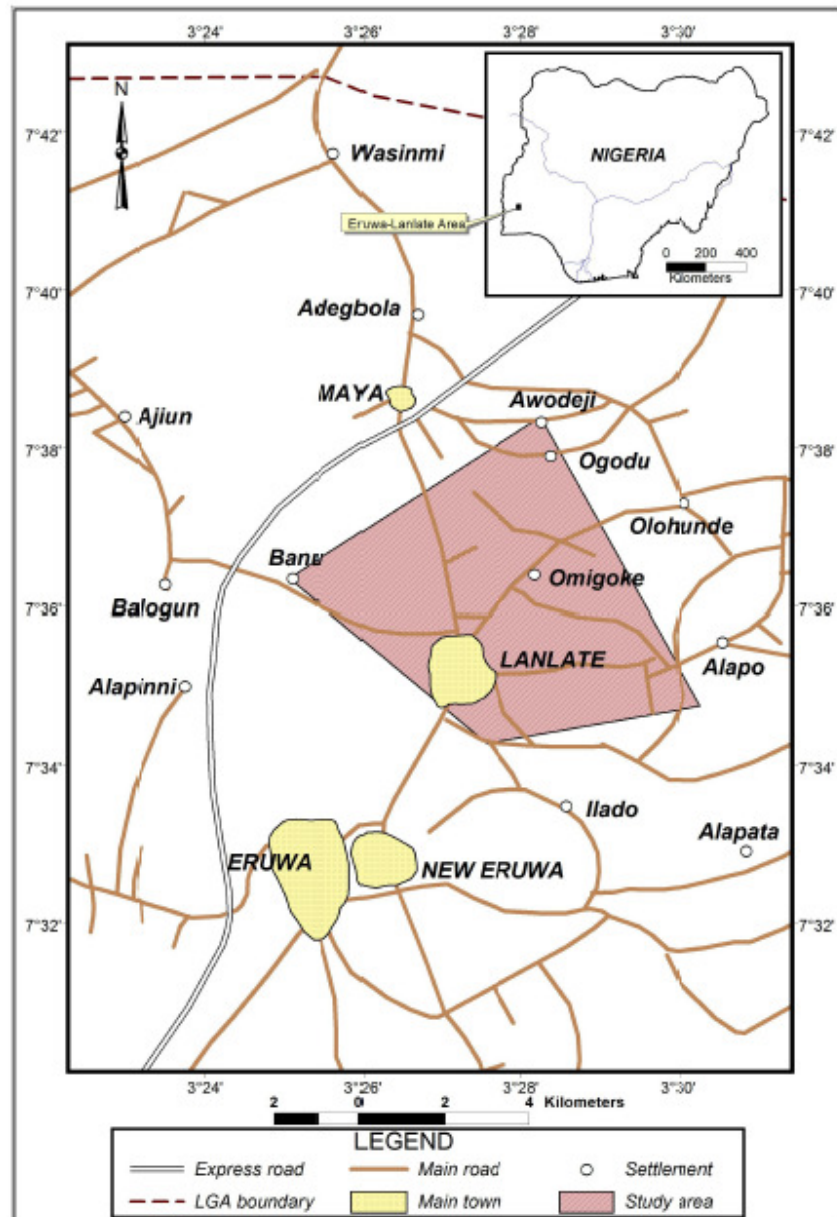 3°24' 3°26' 3°28' 3°30'
N
7°42' 7°42'
Wasinmi
NIGERIA
Eruwa-Lanlate Area
0 200 400
Kilometers
7°40' 7°40'
Adegbola
MAYA
Awodeji
Ajiun
7°38' 7°38'
Ogodu
Olohunde
Banu
Omigoke
7°36' 7°36'
Balogun
LANLATE
Alapo
Alapinni
7°34' 7°34'
Ilado
Alapata
ERUWA
NEW ERUWA
7°32' 7°32'
3°24' 3°26' 3°28' 3°30'
2 0 2 4 Kilometers
LEGEND
Express road Main road Settlement
LGA boundary Main town Study area